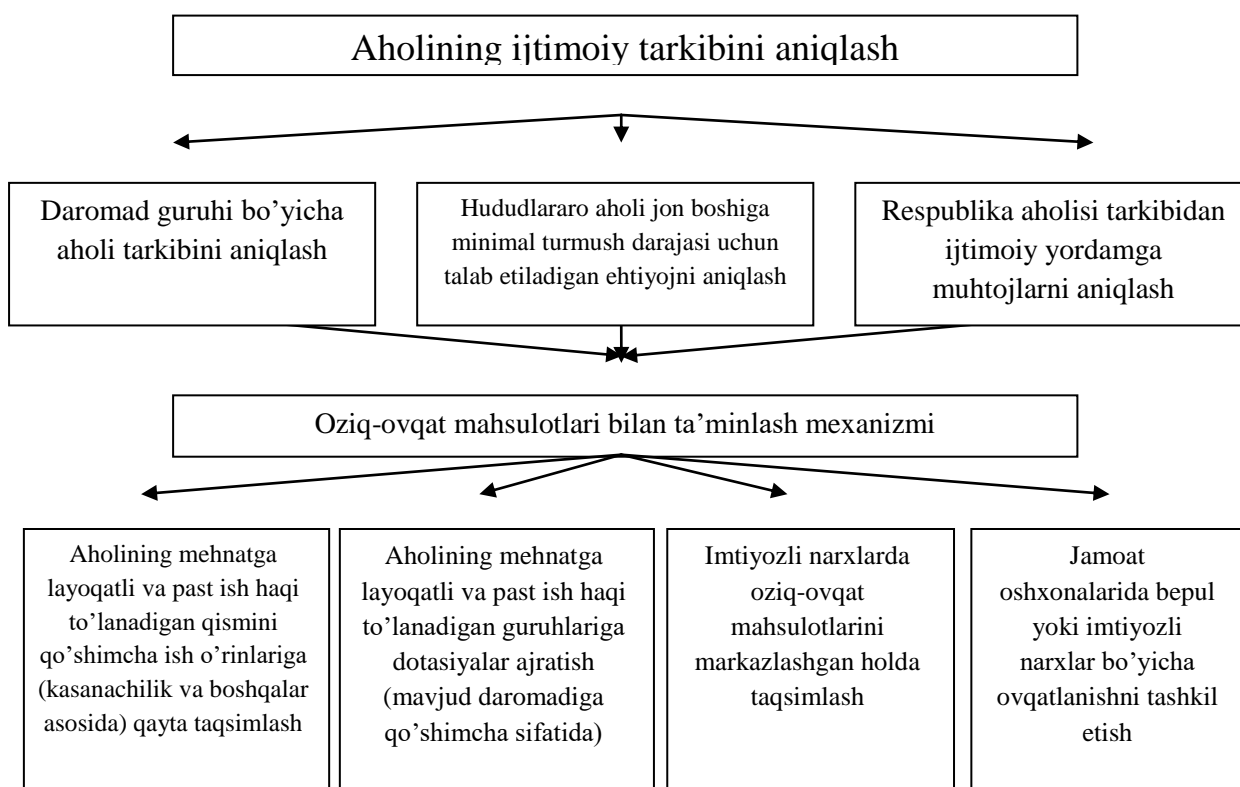 Aholining ijtimoiy tarkibini aniqlash
Daromad guruhi bo’yicha
aholi tarkibini aniqlash
Hududlararo aholi jon boshiga
minimal turmush darajasi uchun
talab etiladigan ehtiyojni aniqlash
Respublika aholisi tarkibidan
ijtimoiy yordamga
muhtojlarni aniqlash
Oziq-ovqat mahsulotlari bilan ta’minlash mexanizmi
Aholining mehnatga
layoqatli va past ish haqi
to’lanadigan qismini
qo’shimcha ish o’rinlariga
(kasanachilik va boshqalar
asosida) qayta taqsimlash
Aholining mehnatga
layoqatli va past ish haqi
to’lanadigan guruhlariga
dotasiyalar ajratish
(mavjud daromadiga
qo’shimcha sifatida)
Imtiyozli narxlarda
oziq-ovqat
mahsulotlarini
markazlashgan holda
taqsimlash
Jamoat
oshxonalarida bepul
yoki imtiyozli
narxlar bo’yicha
ovqatlanishni tashkil
etish